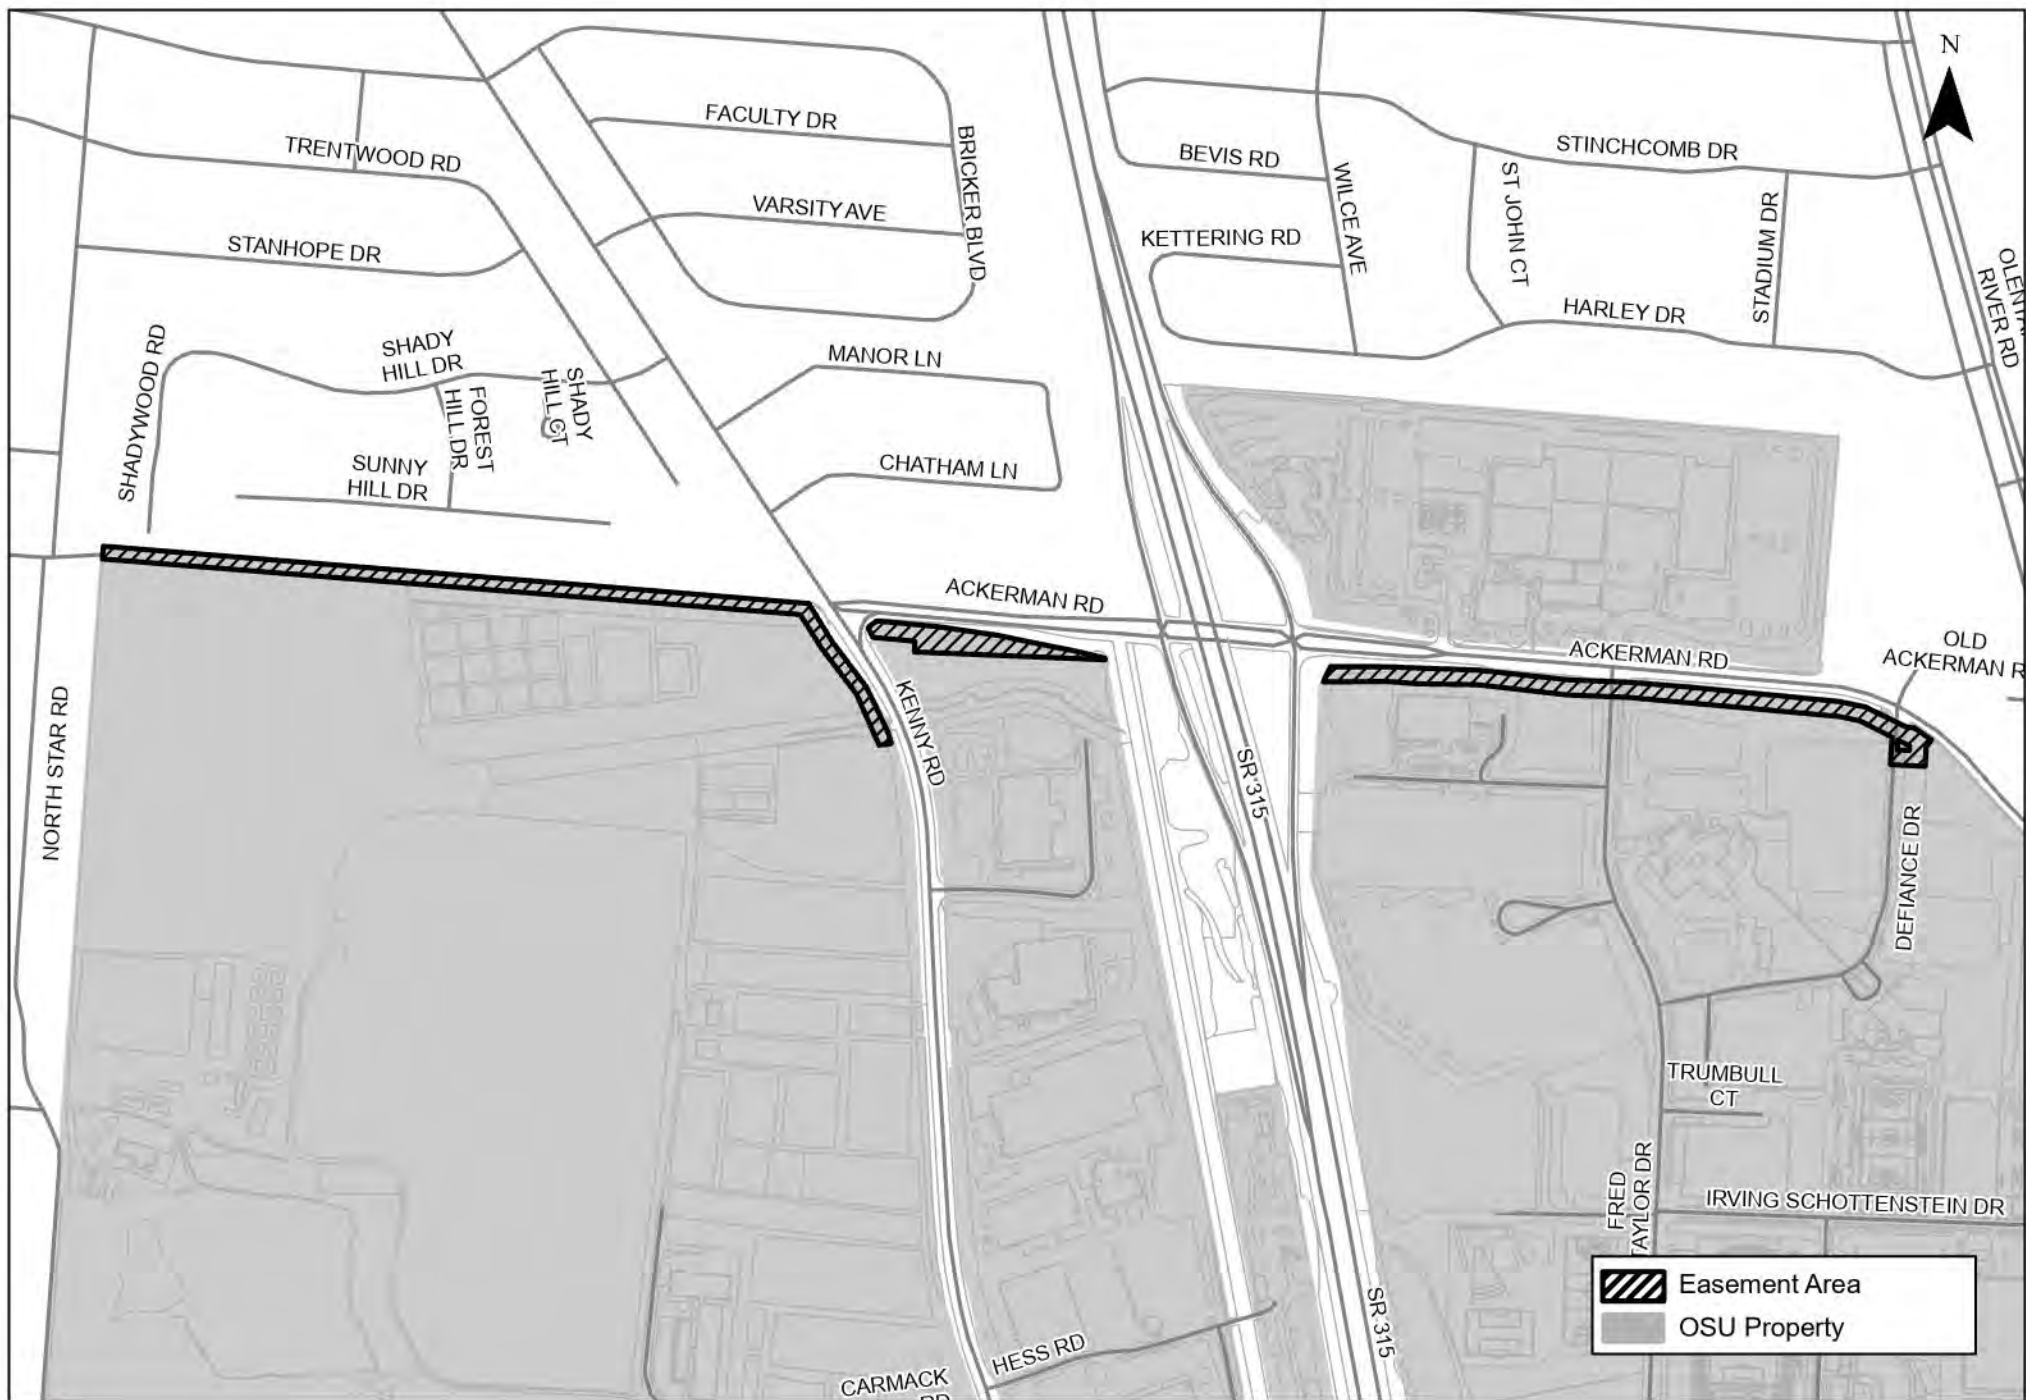 N
FACULTY DR
BRICKER BLVD
STINCHCOMB DR
TRENTWOOD RD
BEVIS RD
ST JOHN CT
WILCE AVE
STADIUM DR
VARSITY AVE
STANHOPE DR
KETTERING RD
RIVER RD
HARLEY DR
SHADYWOOD RD
SHADY
HILL DR
MANOR LN
SHADY
HILL CT
FOREST
HILL DR
SUNNY
HILL DR
CHATHAM LN
ACKERMAN RD
OLD
ACKERMAN R
ACKERMAN RD
NORTH STAR RD
KENNY RD
SR 315
DEFIANCE DR
TRUMBULL
CT
FRED
TAYLOR DR
IRVING SCHOTTENSTEIN DR
Easement Area
OSU Property
SR 315
HESS RD
CARMACK
RD